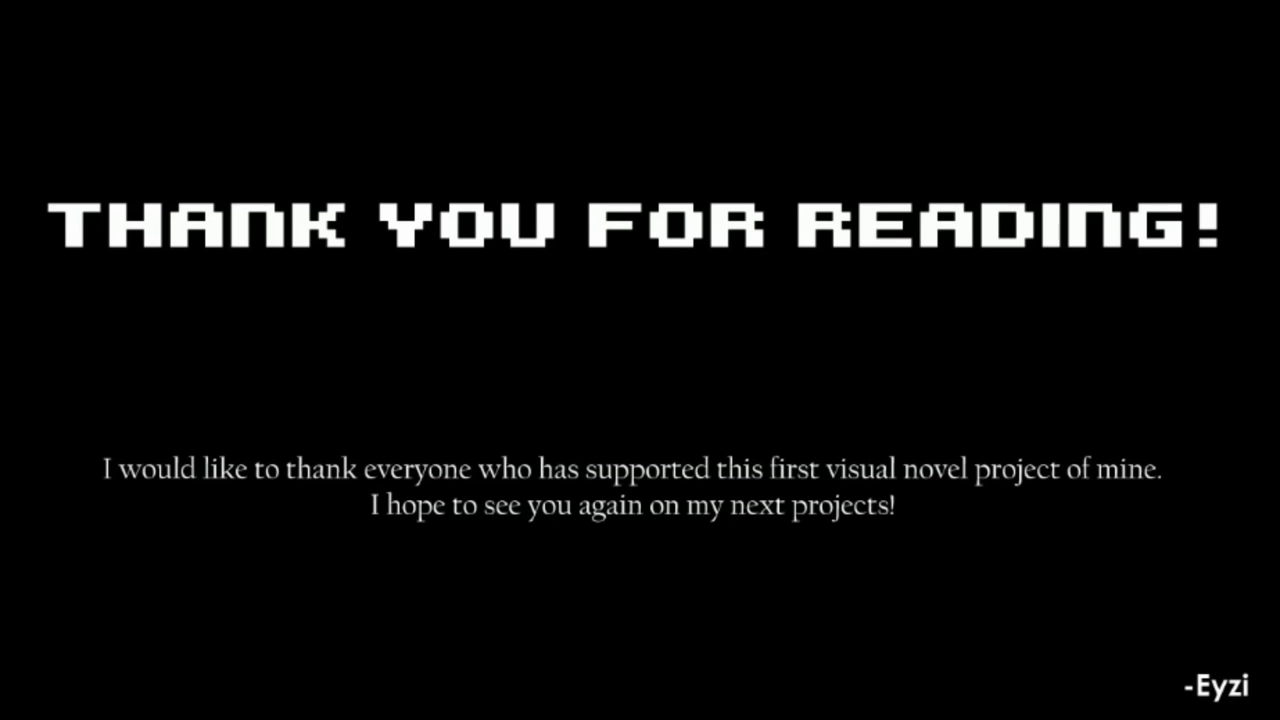 THANK YOU FOR READING!
I would like to thank everyone who has supported this first visual novel project of mine.
I hope to see you again on my next projects!
-Eyzi